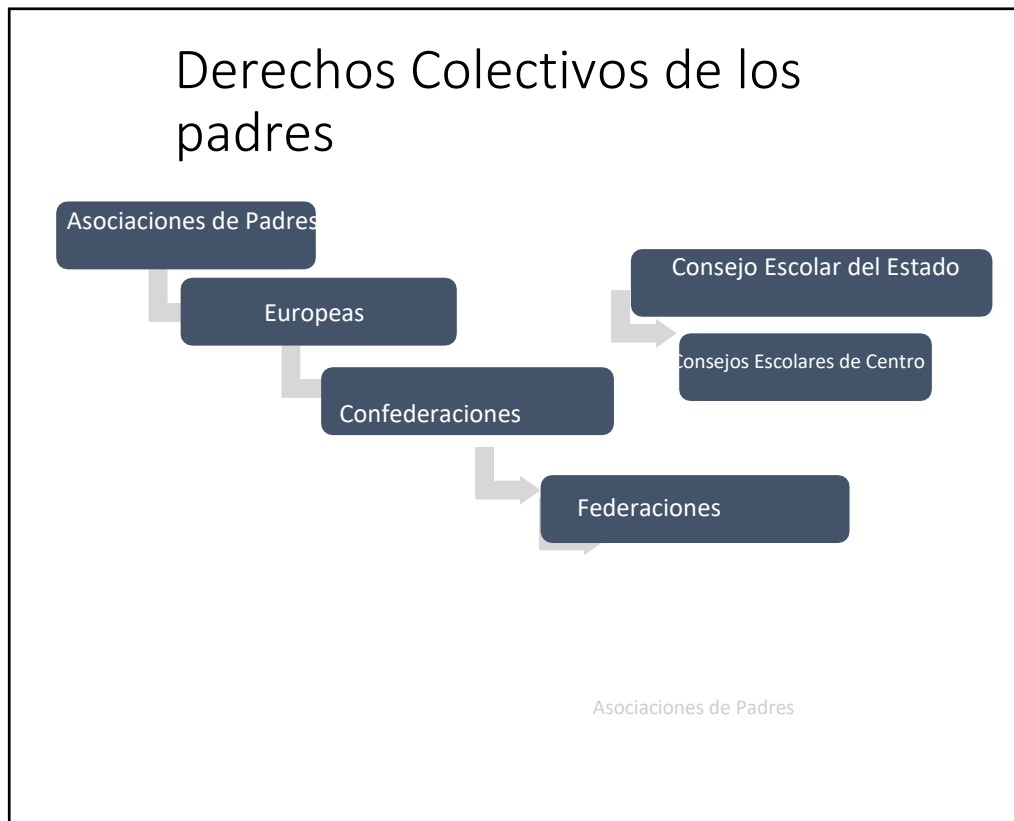 Derechos Colectivos de los
padres
Asociaciones de Padres
Europeas
Confederaciones
Federaciones
Consejo Escolar del Estado
Consejos Escolares de Centro
Asociaciones de Padres